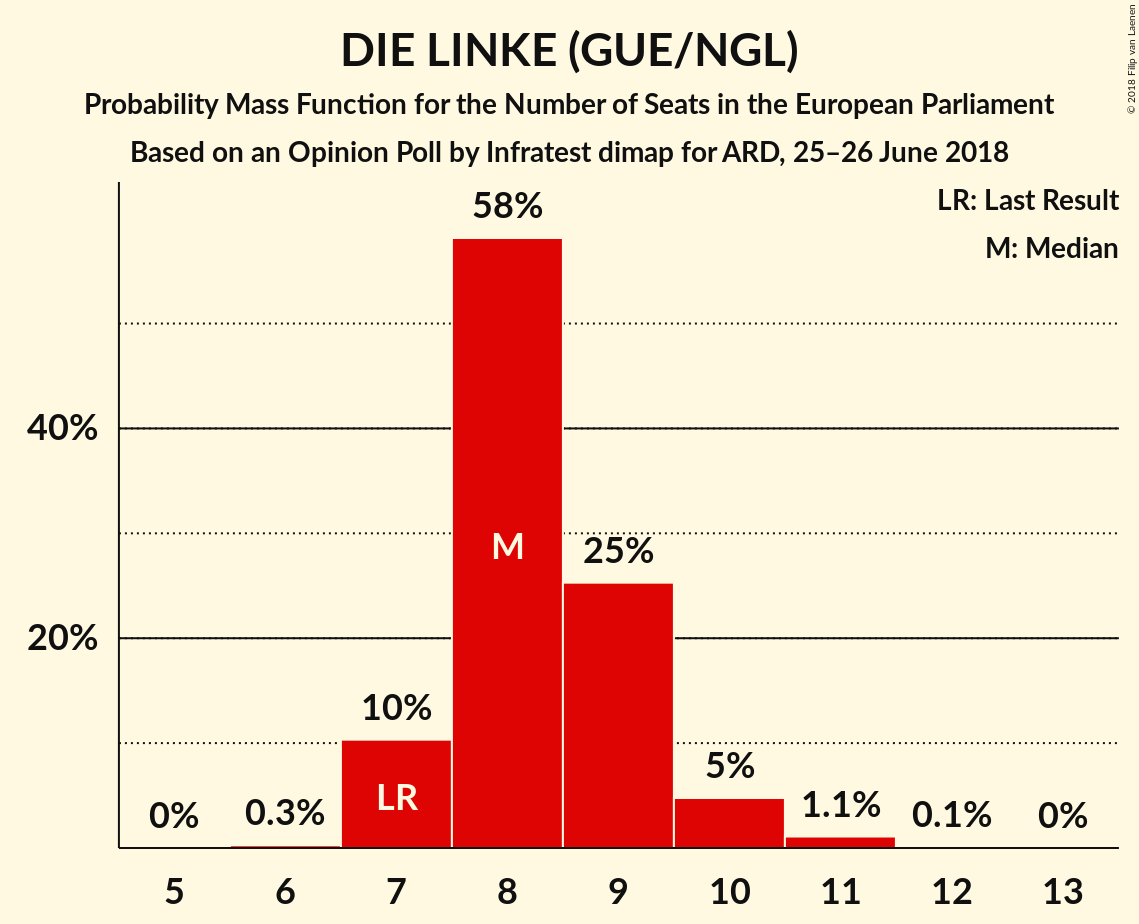 DIE LINKE (GUE/NGL)
Probability Mass Function for the Number of Seats in the European Parliament
Based on an Opinion Poll by Infratest dimap for ARD, 25–26 June 2018
© 2018 Filip van Laenen
LR: Last Result
M: Median
58%
40%
M
25%
20%
10%
LR
5%
0%
0.3%
1.1%
0.1%
0%
5 6 7 8 9 10 11 12 13